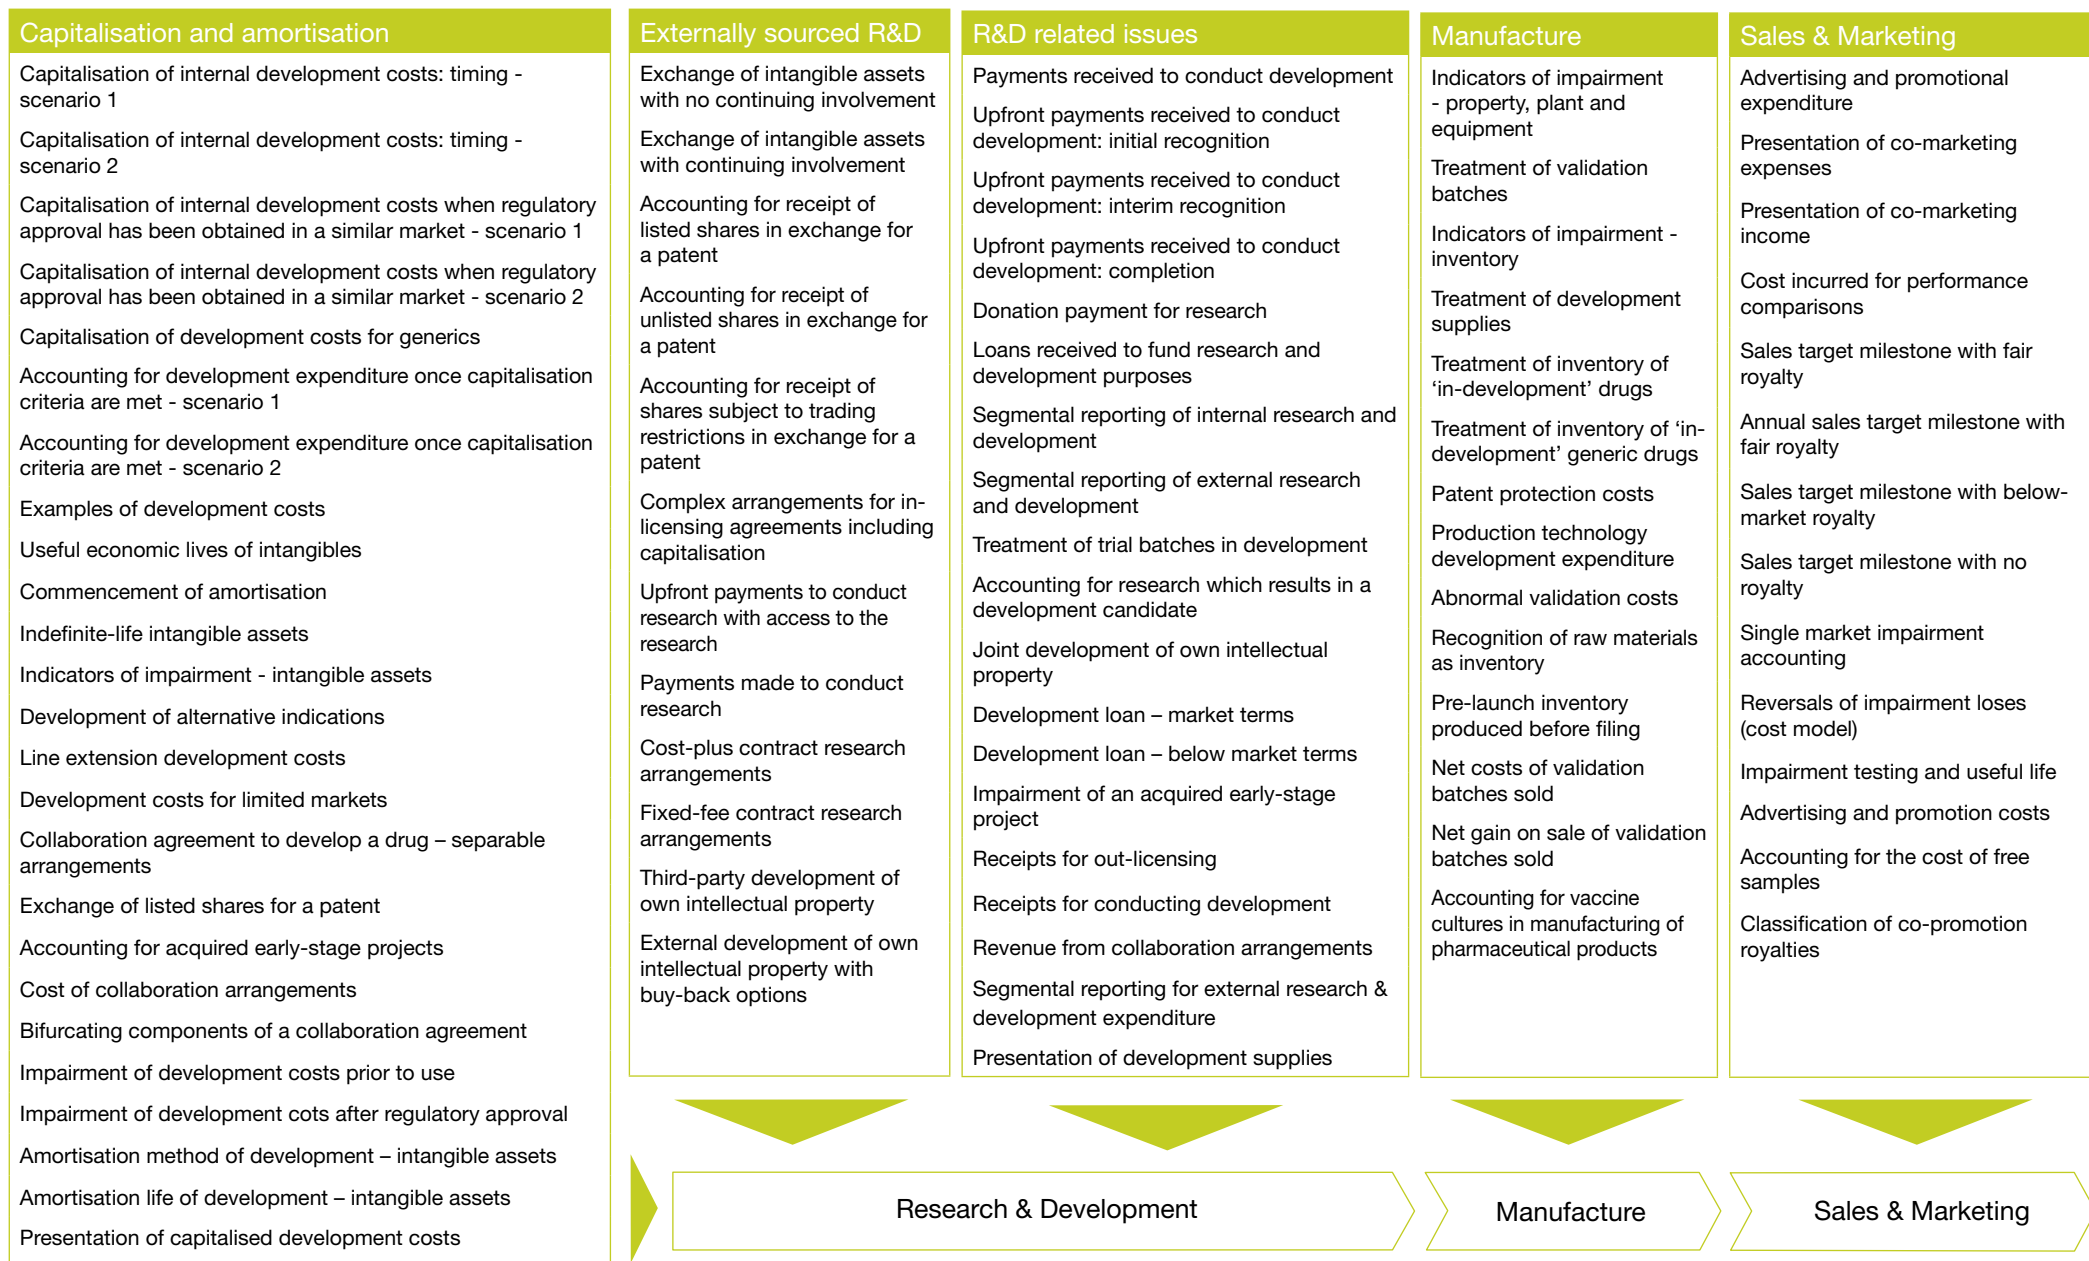 Capitalisation and amortisation
Capitalisation of internal development costs: timing -
scenario 1
Capitalisation of internal development costs: timing -
scenario 2
Capitalisation of internal development costs when regulatory
approval has been obtained in a similar market - scenario 1
Capitalisation of internal development costs when regulatory
approval has been obtained in a similar market - scenario 2
Capitalisation of development costs for generics
Accounting for development expenditure once capitalisation
criteria are met - scenario 1
Accounting for development expenditure once capitalisation
criteria are met - scenario 2
Examples of development costs
Useful economic lives of intangibles
Commencement of amortisation
Indefinite-life intangible assets
Indicators of impairment - intangible assets
Development of alternative indications
Line extension development costs
Development costs for limited markets
Collaboration agreement to develop a drug – separable
arrangements
Exchange of listed shares for a patent
Accounting for acquired early-stage projects
Cost of collaboration arrangements
Bifurcating components of a collaboration agreement
Impairment of development costs prior to use
Impairment of development cots after regulatory approval
Amortisation method of development – intangible assets
Amortisation life of development – intangible assets
Presentation of capitalised development costs
Externally sourced R&D
Exchange of intangible assets
with no continuing involvement
Exchange of intangible assets
with continuing involvement
Accounting for receipt of
listed shares in exchange for
a patent
Accounting for receipt of
unlisted shares in exchange for
a patent
Accounting for receipt of
shares subject to trading
restrictions in exchange for a
patent
Complex arrangements for in-
licensing agreements including
capitalisation
Upfront payments to conduct
research with access to the
research
Payments made to conduct
research
Cost-plus contract research
arrangements
Fixed-fee contract research
arrangements
Third-party development of
own intellectual property
External development of own
intellectual property with
buy-back options
R&D related issues
Payments received to conduct development
Upfront payments received to conduct
development: initial recognition
Upfront payments received to conduct
development: interim recognition
Upfront payments received to conduct
development: completion
Donation payment for research
Loans received to fund research and
development purposes
Segmental reporting of internal research and
development
Segmental reporting of external research
and development
Treatment of trial batches in development
Accounting for research which results in a
development candidate
Joint development of own intellectual
property
Development loan – market terms
Development loan – below market terms
Impairment of an acquired early-stage
project
Receipts for out-licensing
Receipts for conducting development
Revenue from collaboration arrangements
Segmental reporting for external research &
development expenditure
Presentation of development supplies
Manufacture
Indicators of impairment
- property, plant and
equipment
Treatment of validation
batches
Indicators of impairment -
inventory
Treatment of development
supplies
Treatment of inventory of
‘in-development’ drugs
Treatment of inventory of ‘in-
development’ generic drugs
Patent protection costs
Production technology
development expenditure
Abnormal validation costs
Recognition of raw materials
as inventory
Pre-launch inventory
produced before filing
Net costs of validation
batches sold
Net gain on sale of validation
batches sold
Accounting for vaccine
cultures in manufacturing of
pharmaceutical products
Sales & Marketing
Advertising and promotional
expenditure
Presentation of co-marketing
expenses
Presentation of co-marketing
income
Cost incurred for performance
comparisons
Sales target milestone with fair
royalty
Annual sales target milestone with
fair royalty
Sales target milestone with below-
market royalty
Sales target milestone with no
royalty
Single market impairment
accounting
Reversals of impairment loses
(cost model)
Impairment testing and useful life
Advertising and promotion costs
Accounting for the cost of free
samples
Classification of co-promotion
royalties
Research & Development
Manufacture
Sales & Marketing